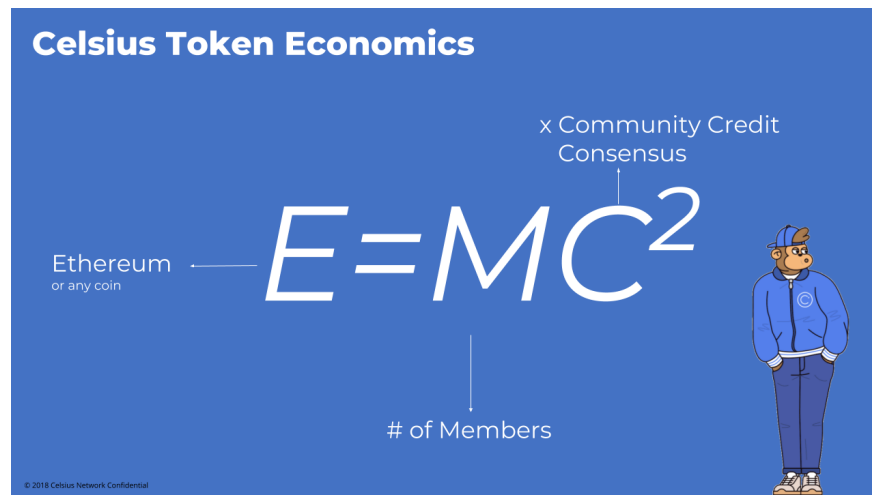 Celsius Token Economics
x Community Credit
Consensus
E=MC²
Ethereum
or any coin
©
# of Members
© 2018 Celsius Network Confidential